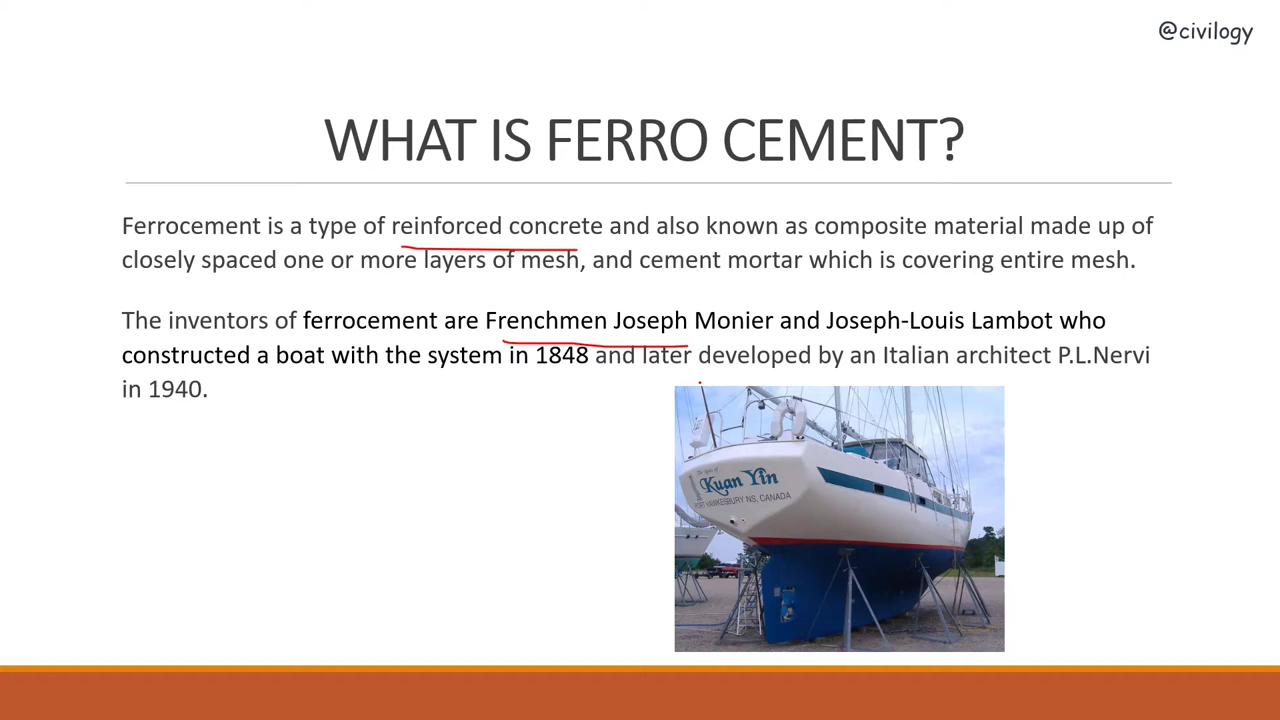 @civilogy
WHAT IS FERRO CEMENT?
Ferrocement is a type of reinforced concrete and also known as composite material made up of
closely spaced one or more layers of mesh, and cement mortar which is covering entire mesh.
The inventors of ferrocement are Frenchmen Joseph Monier and Joseph-Louis Lambot who
constructed a boat with the system in 1848 and later developed by an Italian architect P.L.Nervi
in 1940.
Kuan Yin
PORT HAWKESBURY NS, CANADA